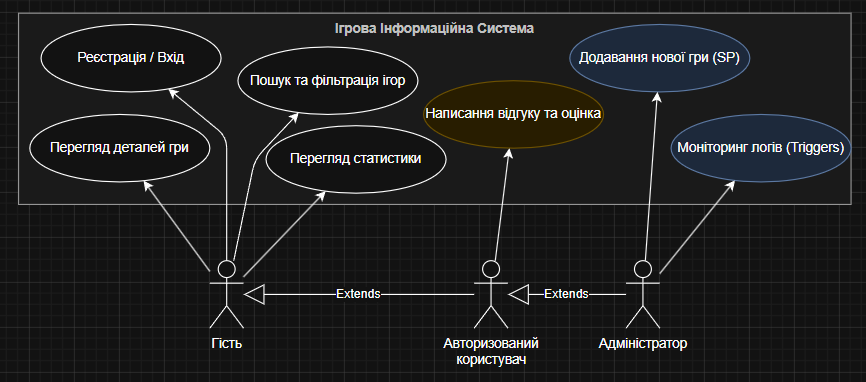 Ігрова Інформаційна Система
Реєстрація / Вхід
Пошук та фільтрація ігор
Додавання нової гри (SP)
Написання відгуку та оцінка
Перегляд деталей гри
Перегляд статистики
Моніторинг логів (Triggers)
Extends
Extends
Гість
Авторизований
користувач
Адміністратор